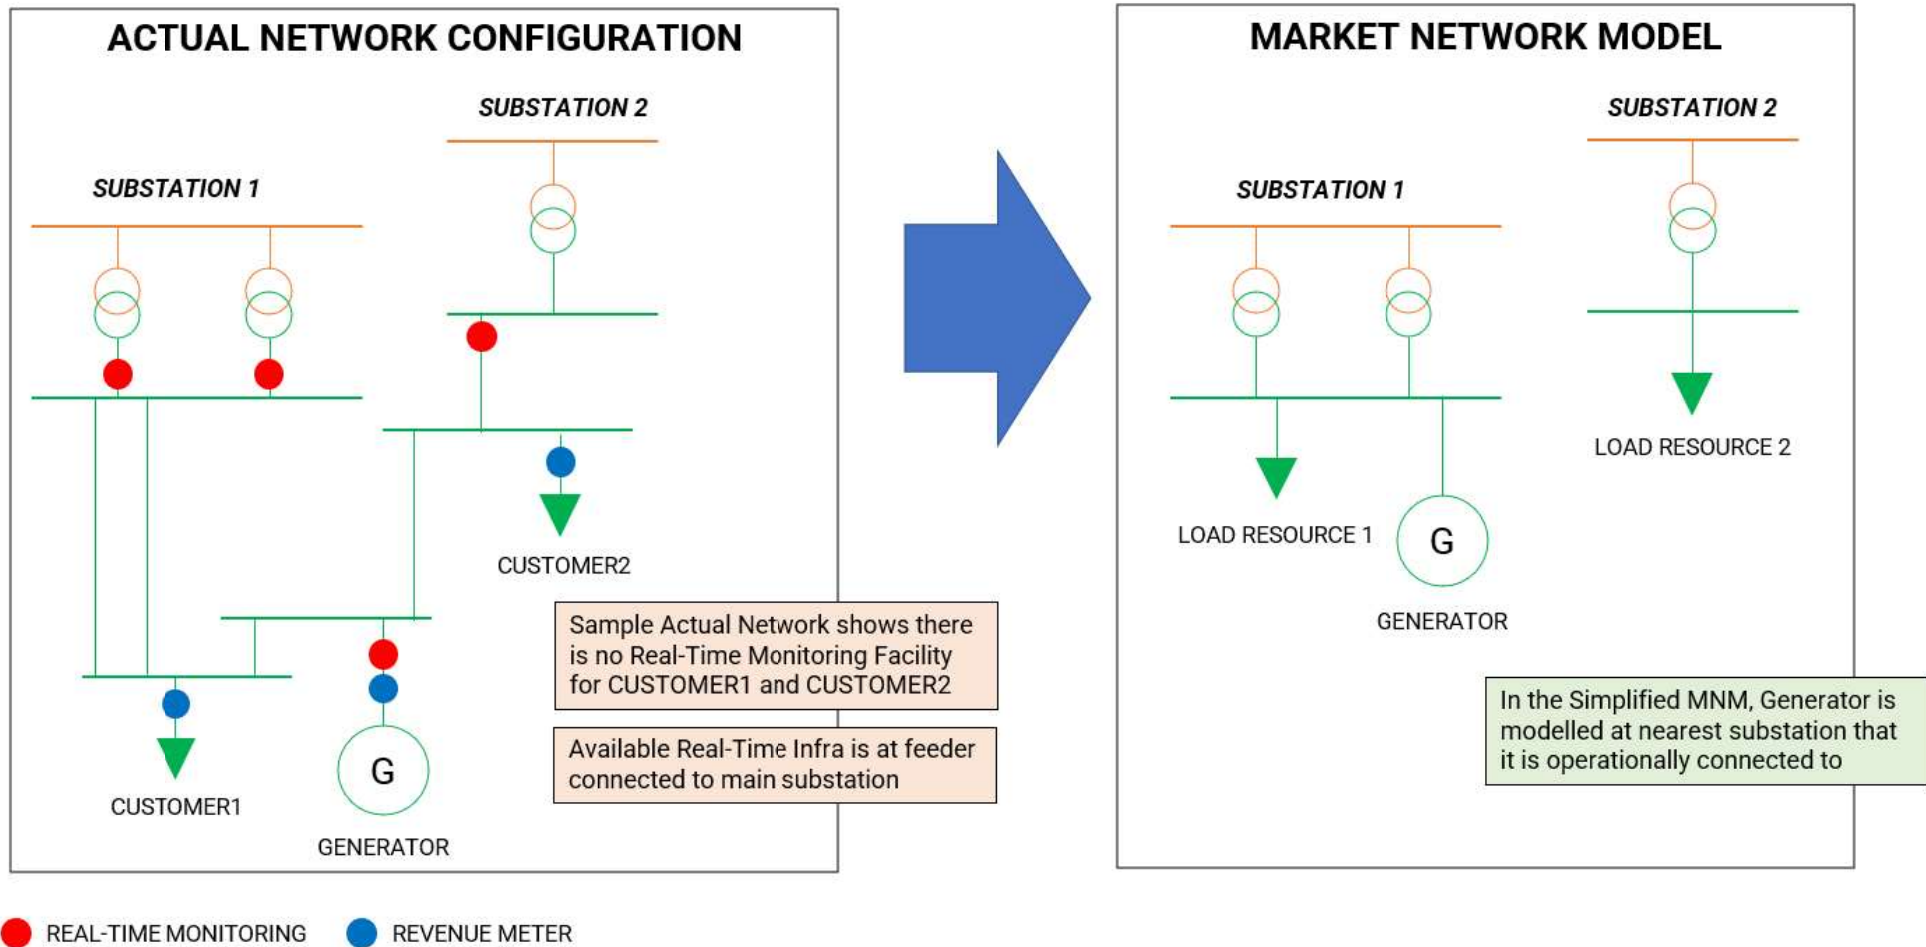 ACTUAL NETWORK CONFIGURATION
SUBSTATION 2
SUBSTATION 1
CUSTOMER2
Sample Actual Network shows there
is no Real-Time Monitoring Facility
for CUSTOMER1 and CUSTOMER2
Available Real-Time Infra is at feeder
connected to main substation
G
CUSTOMER1
GENERATOR
MARKET NETWORK MODEL
SUBSTATION 2
SUBSTATION 1
LOAD RESOURCE 2
LOAD RESOURCE 1
G
GENERATOR
In the Simplified MNM, Generator is
modelled at nearest substation that
it is operationally connected to
REAL-TIME MONITORING
REVENUE METER